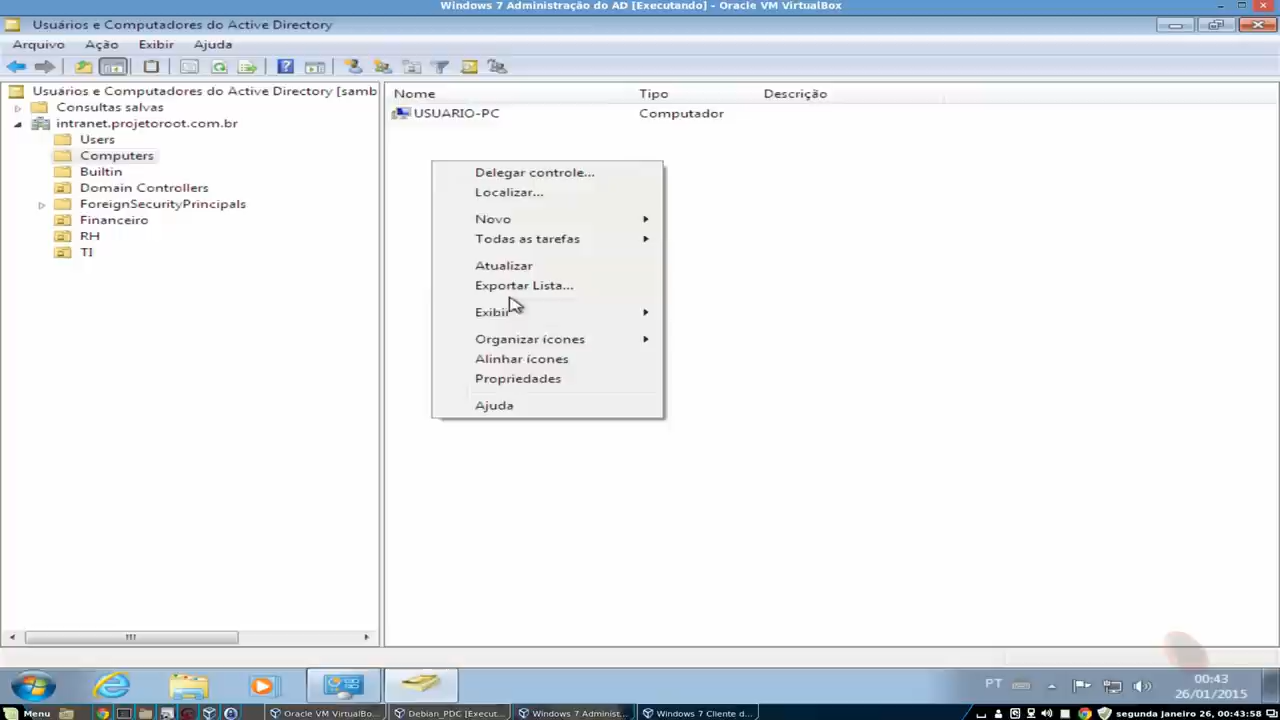 Windows 7 Administração do AD [Executando] - Oracle VM VirtualBox
Usuários e Computadores do Active Directory
Arquivo Ação Exibir Ajuda
Usuários e Computadores do Active Directory [samb
Consultas salvas
intranet.projetoroot.com.br
Users
Computers
Builtin
Domain Controllers
ForeignSecurityPrincipals
Financeiro
RH
TI
Nome Tipo Descrição
USUARIO-PC Computador
Delegar controle...
Localizar...
Novo
Todas as tarefas
Atualizar
Exportar Lista...
Exibir
Organizar ícones
Alinhar ícones
Propriedades
Ajuda
PT
00:43
26/01/2015
Menu
Oracle VM VirtualBo...
Debian_PDC [Execut...
Windows 7 Administ...
Windows 7 Cliente d...
segunda Janeiro 26, 00:43:58